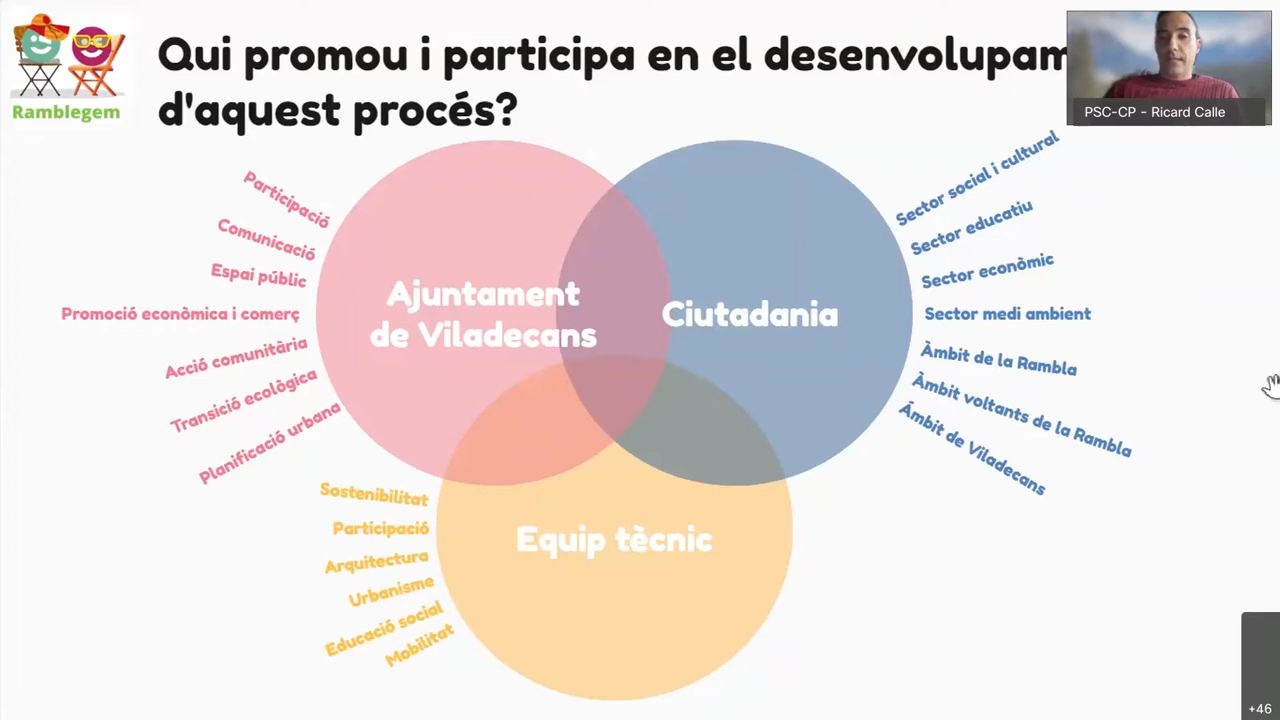 Qui promou i participa en el desenvolupam
d'aquest procés?
Ramblegem
PSC-CP - Ricard Calle
Participació
Comunicació
Espai públic
Promoció econòmica i comerç
Acció comunitària
Transició ecològica
Planificació urbana
Ajuntament
de Viladecans
Ciutadania
Sector social i cultural
Sector educatiu
Sector econòmic
Sector medi ambient
Àmbit de la Rambla
Àmbit voltants de la Rambla
Àmbit de Viladecans
Sostenibilitat
Participació
Arquitectura
Urbanisme
Educació social
Mobilitat
Equip tècnic
+46